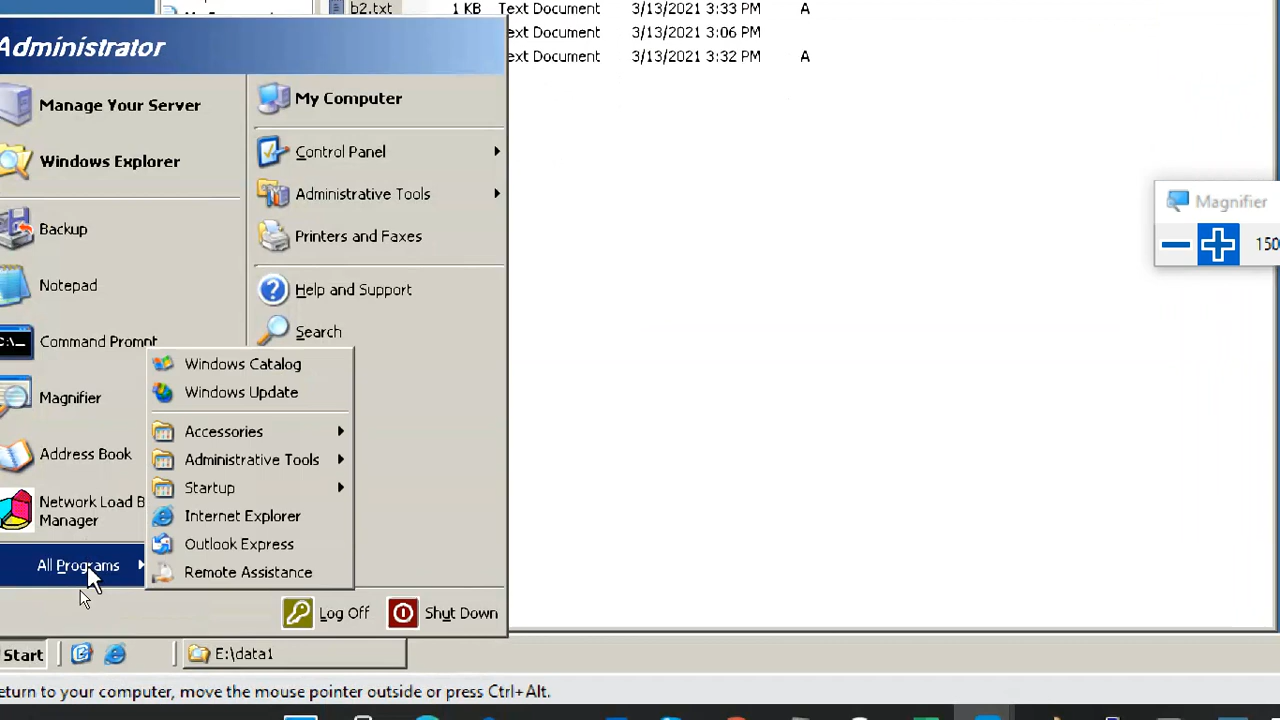 b2.txt 1 KB Text Document 3/13/2021 3:33 PM A
ext Document 3/13/2021 3:06 PM
ext Document 3/13/2021 3:32 PM A
Administrator
Manage Your Server
Windows Explorer
Backup
Notepad
Command Prompt
Magnifier
Address Book
Network Load B
Manager
All Programs
My Computer
Control Panel
Administrative Tools
Printers and Faxes
Help and Support
Search
Windows Catalog
Windows Update
Accessories
Administrative Tools
Startup
Internet Explorer
Outlook Express
Remote Assistance
Log Off
Shut Down
Magnifier
150
Start
E:\data1
eturn to your computer, move the mouse pointer outside or press Ctrl+Alt.